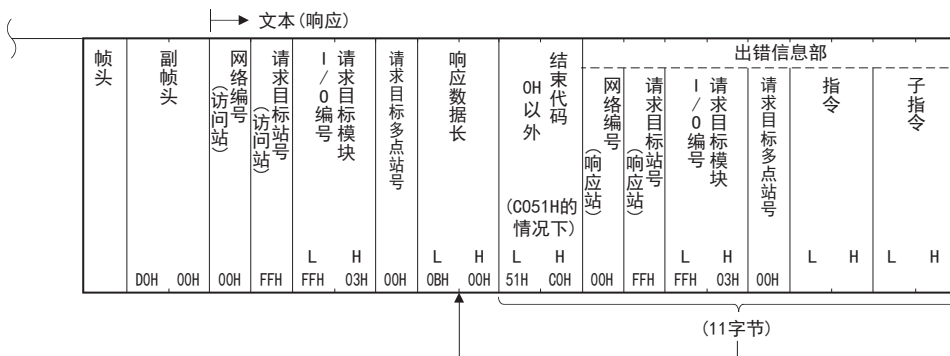 文本(响应)
帧头
副帧头
网络编号
(访问站)
请求目标站号
(访问站)
请求目标模块
I/O编号
请求目标多点站号
响应数据长
结束代码
0H以外
(C051H的
情况下)
出错信息部
网络编号
(响应站)
请求目标站号
(响应站)
请求目标模块
I/O编号
请求目标多点站号
指令
子指令
L H L H L H L H L H L H
D0H 00H 00H FFH FFH 03H 00H 0BH 00H 51H C0H 00H FFH FFH 03H 00H
(11字节)